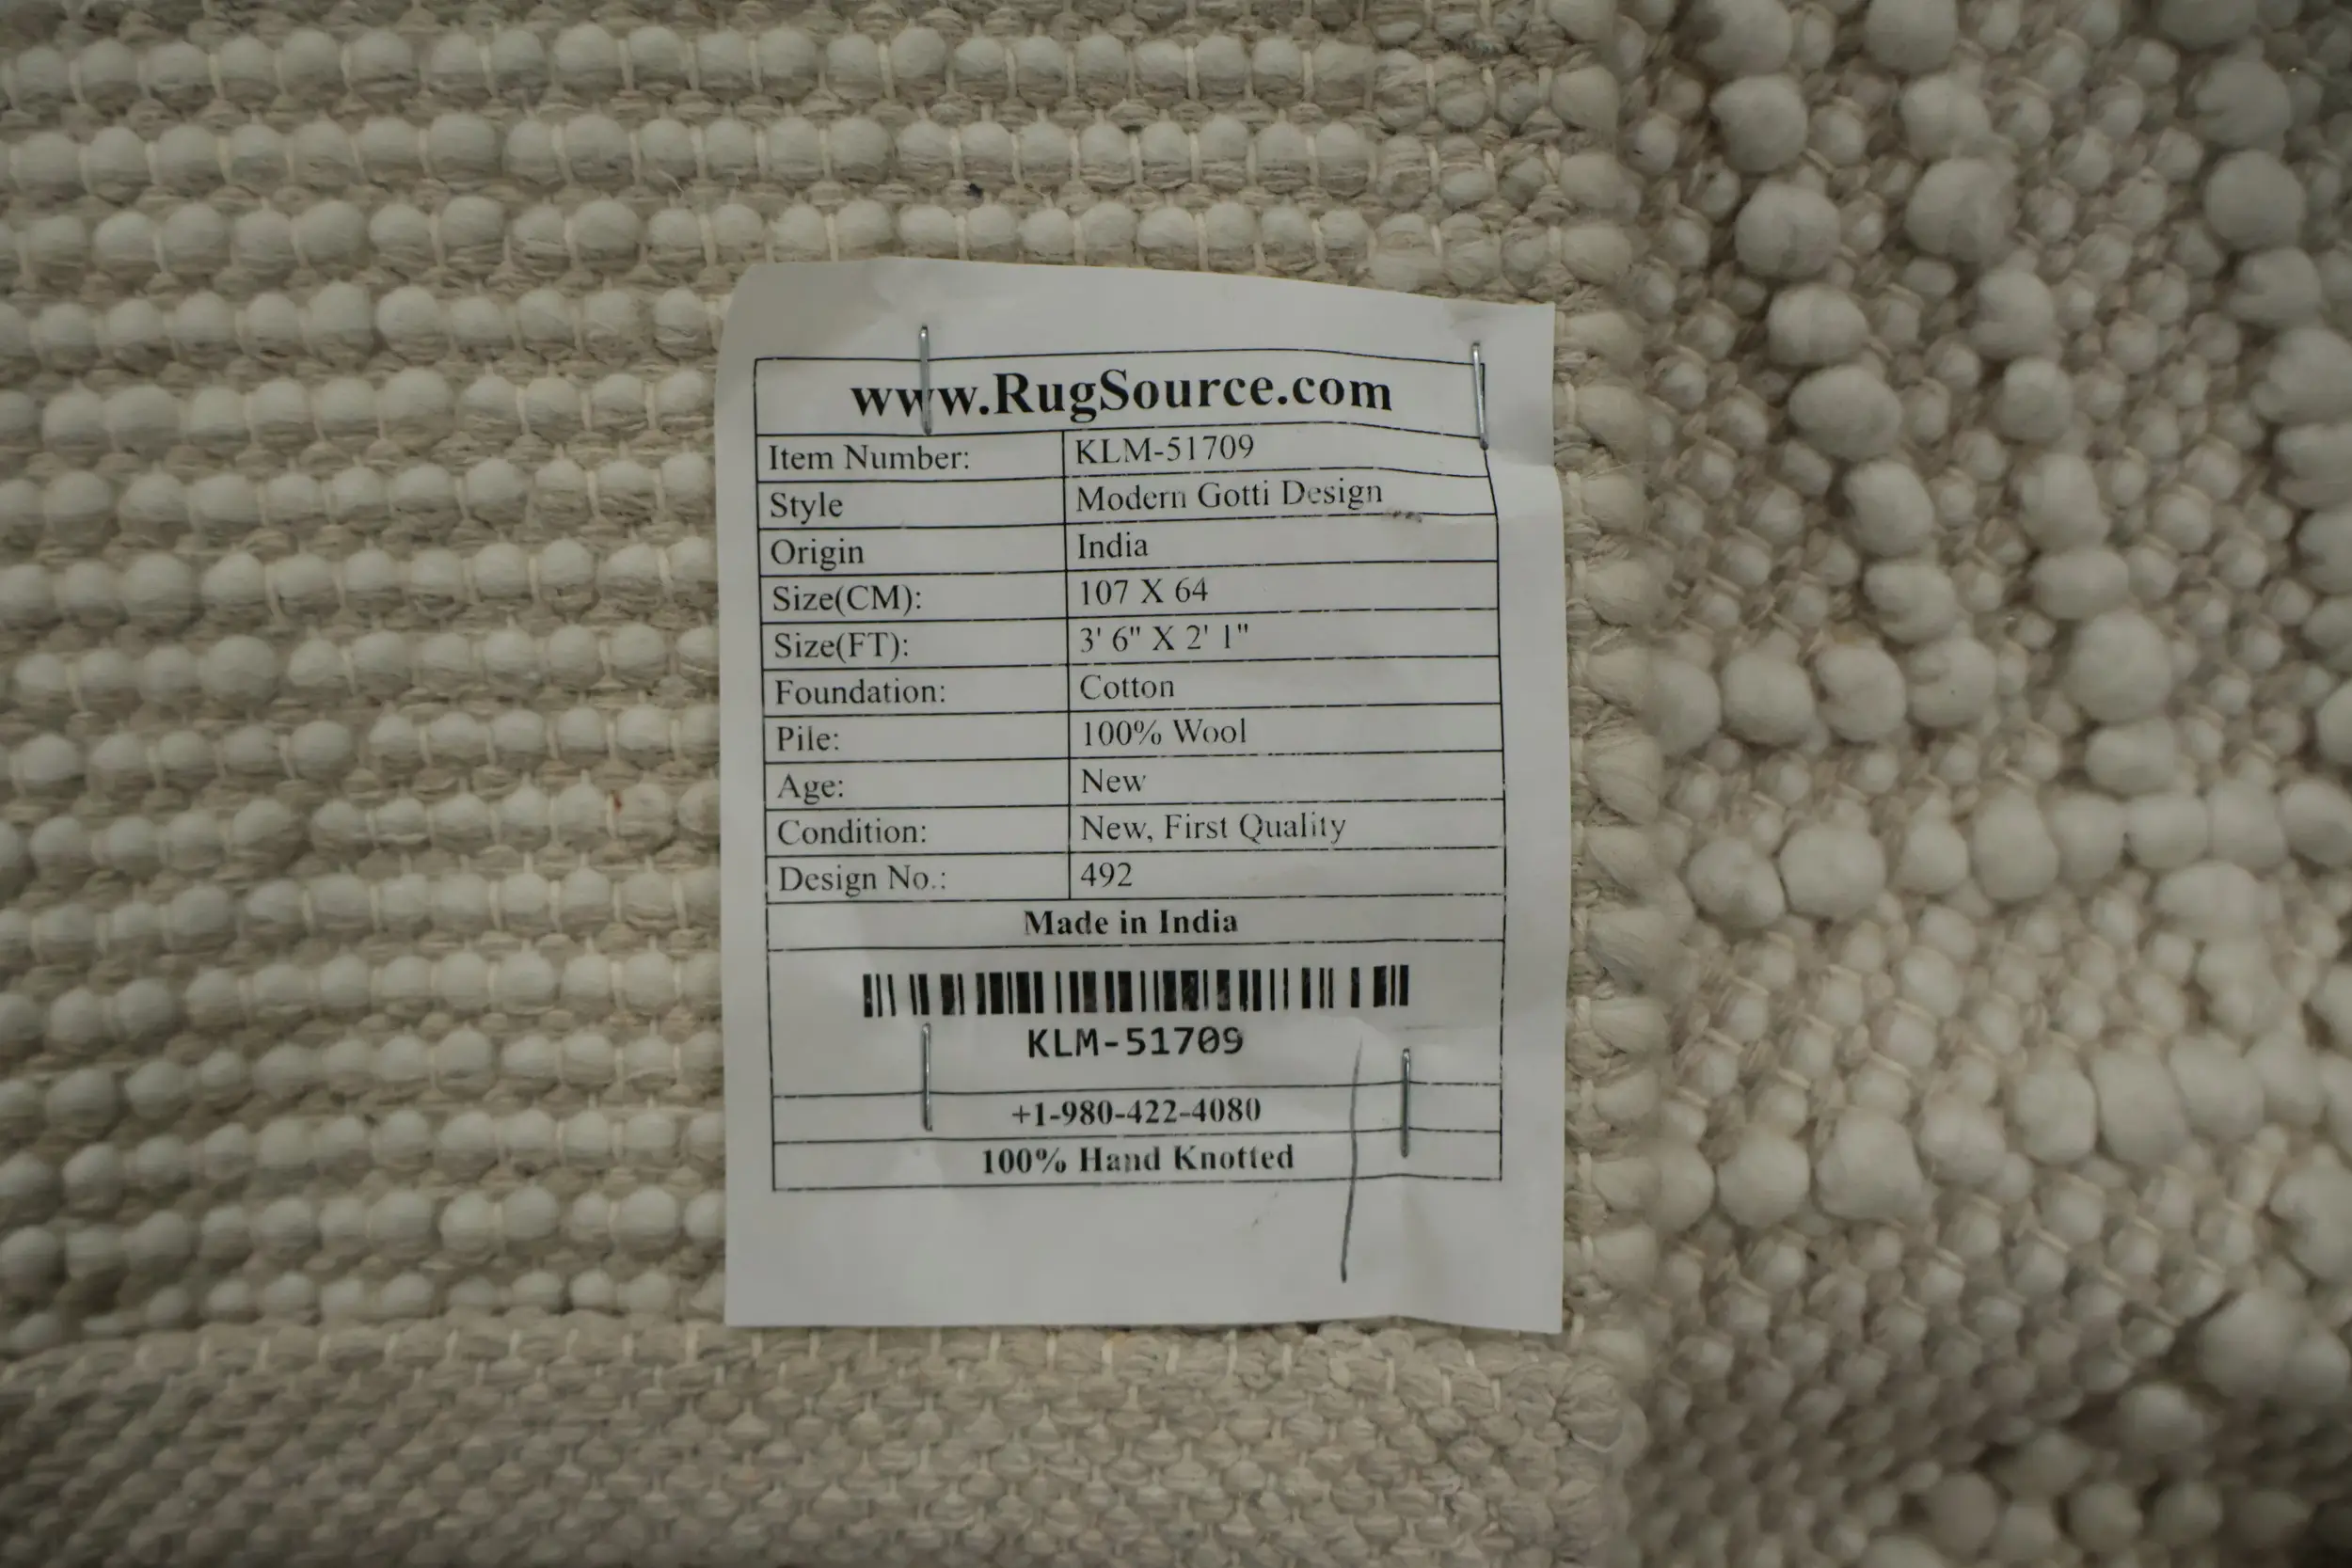 www.RugSource.com
Item Number: KLM-51709
Style Modern Gotti Design
Origin India
Size(CM): 107 X 64
Size(FT): 3' 6" X 2' 1"
Foundation: Cotton
Pile: 100% Wool
Age: New
Condition: New, First Quality
Design No.: 492
Made in India
KLM-51709
+1-980-422-4080
100% Hand Knotted